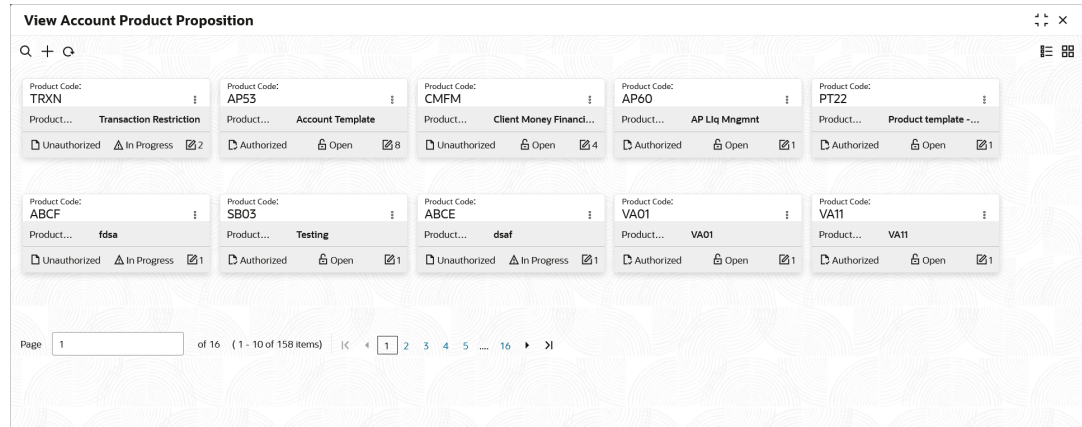 View Account Product Proposition
Product Code: Product Code: Product Code: Product Code: Product Code:
TRXN AP53 CMFM AP60 PT22
Product... Transaction Restriction Product... Account Template Product... Client Money Financi... Product... AP LIq Mngmnt Product... Product template -...
Unauthorized In Progress 2 Authorized Open 8 Unauthorized Open 4 Authorized Open 1 Authorized Open 1
Product Code: Product Code: Product Code: Product Code: Product Code:
ABCF SB03 ABCE VA01 VA11
Product... fdsa Product... Testing Product... dsaf Product... VA01 Product... VA11
Unauthorized In Progress 1 Authorized Open 1 Unauthorized In Progress 1 Authorized Open 1 Authorized Open 1
Page 1 of 16 (1 - 10 of 158 items) 1 2 3 4 5 .... 16